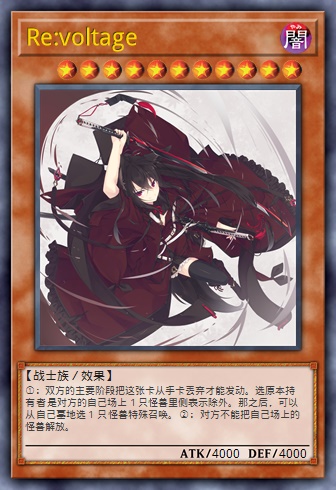 Re:voltage
闇
【战士族／效果】
①：双方的主要阶段把这张卡从手卡丢弃才能发动。选原本持
有者是对方的自己场上１只怪兽里侧表示除外。那之后，可以
从自己墓地选１只怪兽特殊召唤。②：对方不能把自己场上的
怪兽解放。
ATK/4000 DEF/4000